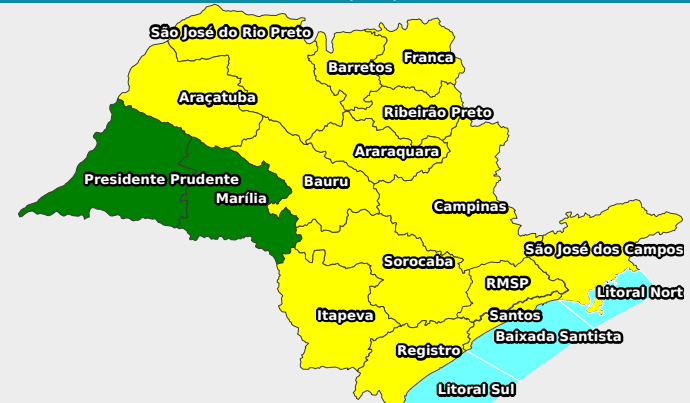 São José do Rio Preto
Franca
Barretos
Araçatuba
Ribeirão Preto
Araraquara
Presidente Prudente
Bauru
Marília
Campinas
São José dos Campos
Sorocaba
RMSP
Litoral Nort
Itapeva
Santos
Baixada Santista
Registro
Litoral Sul